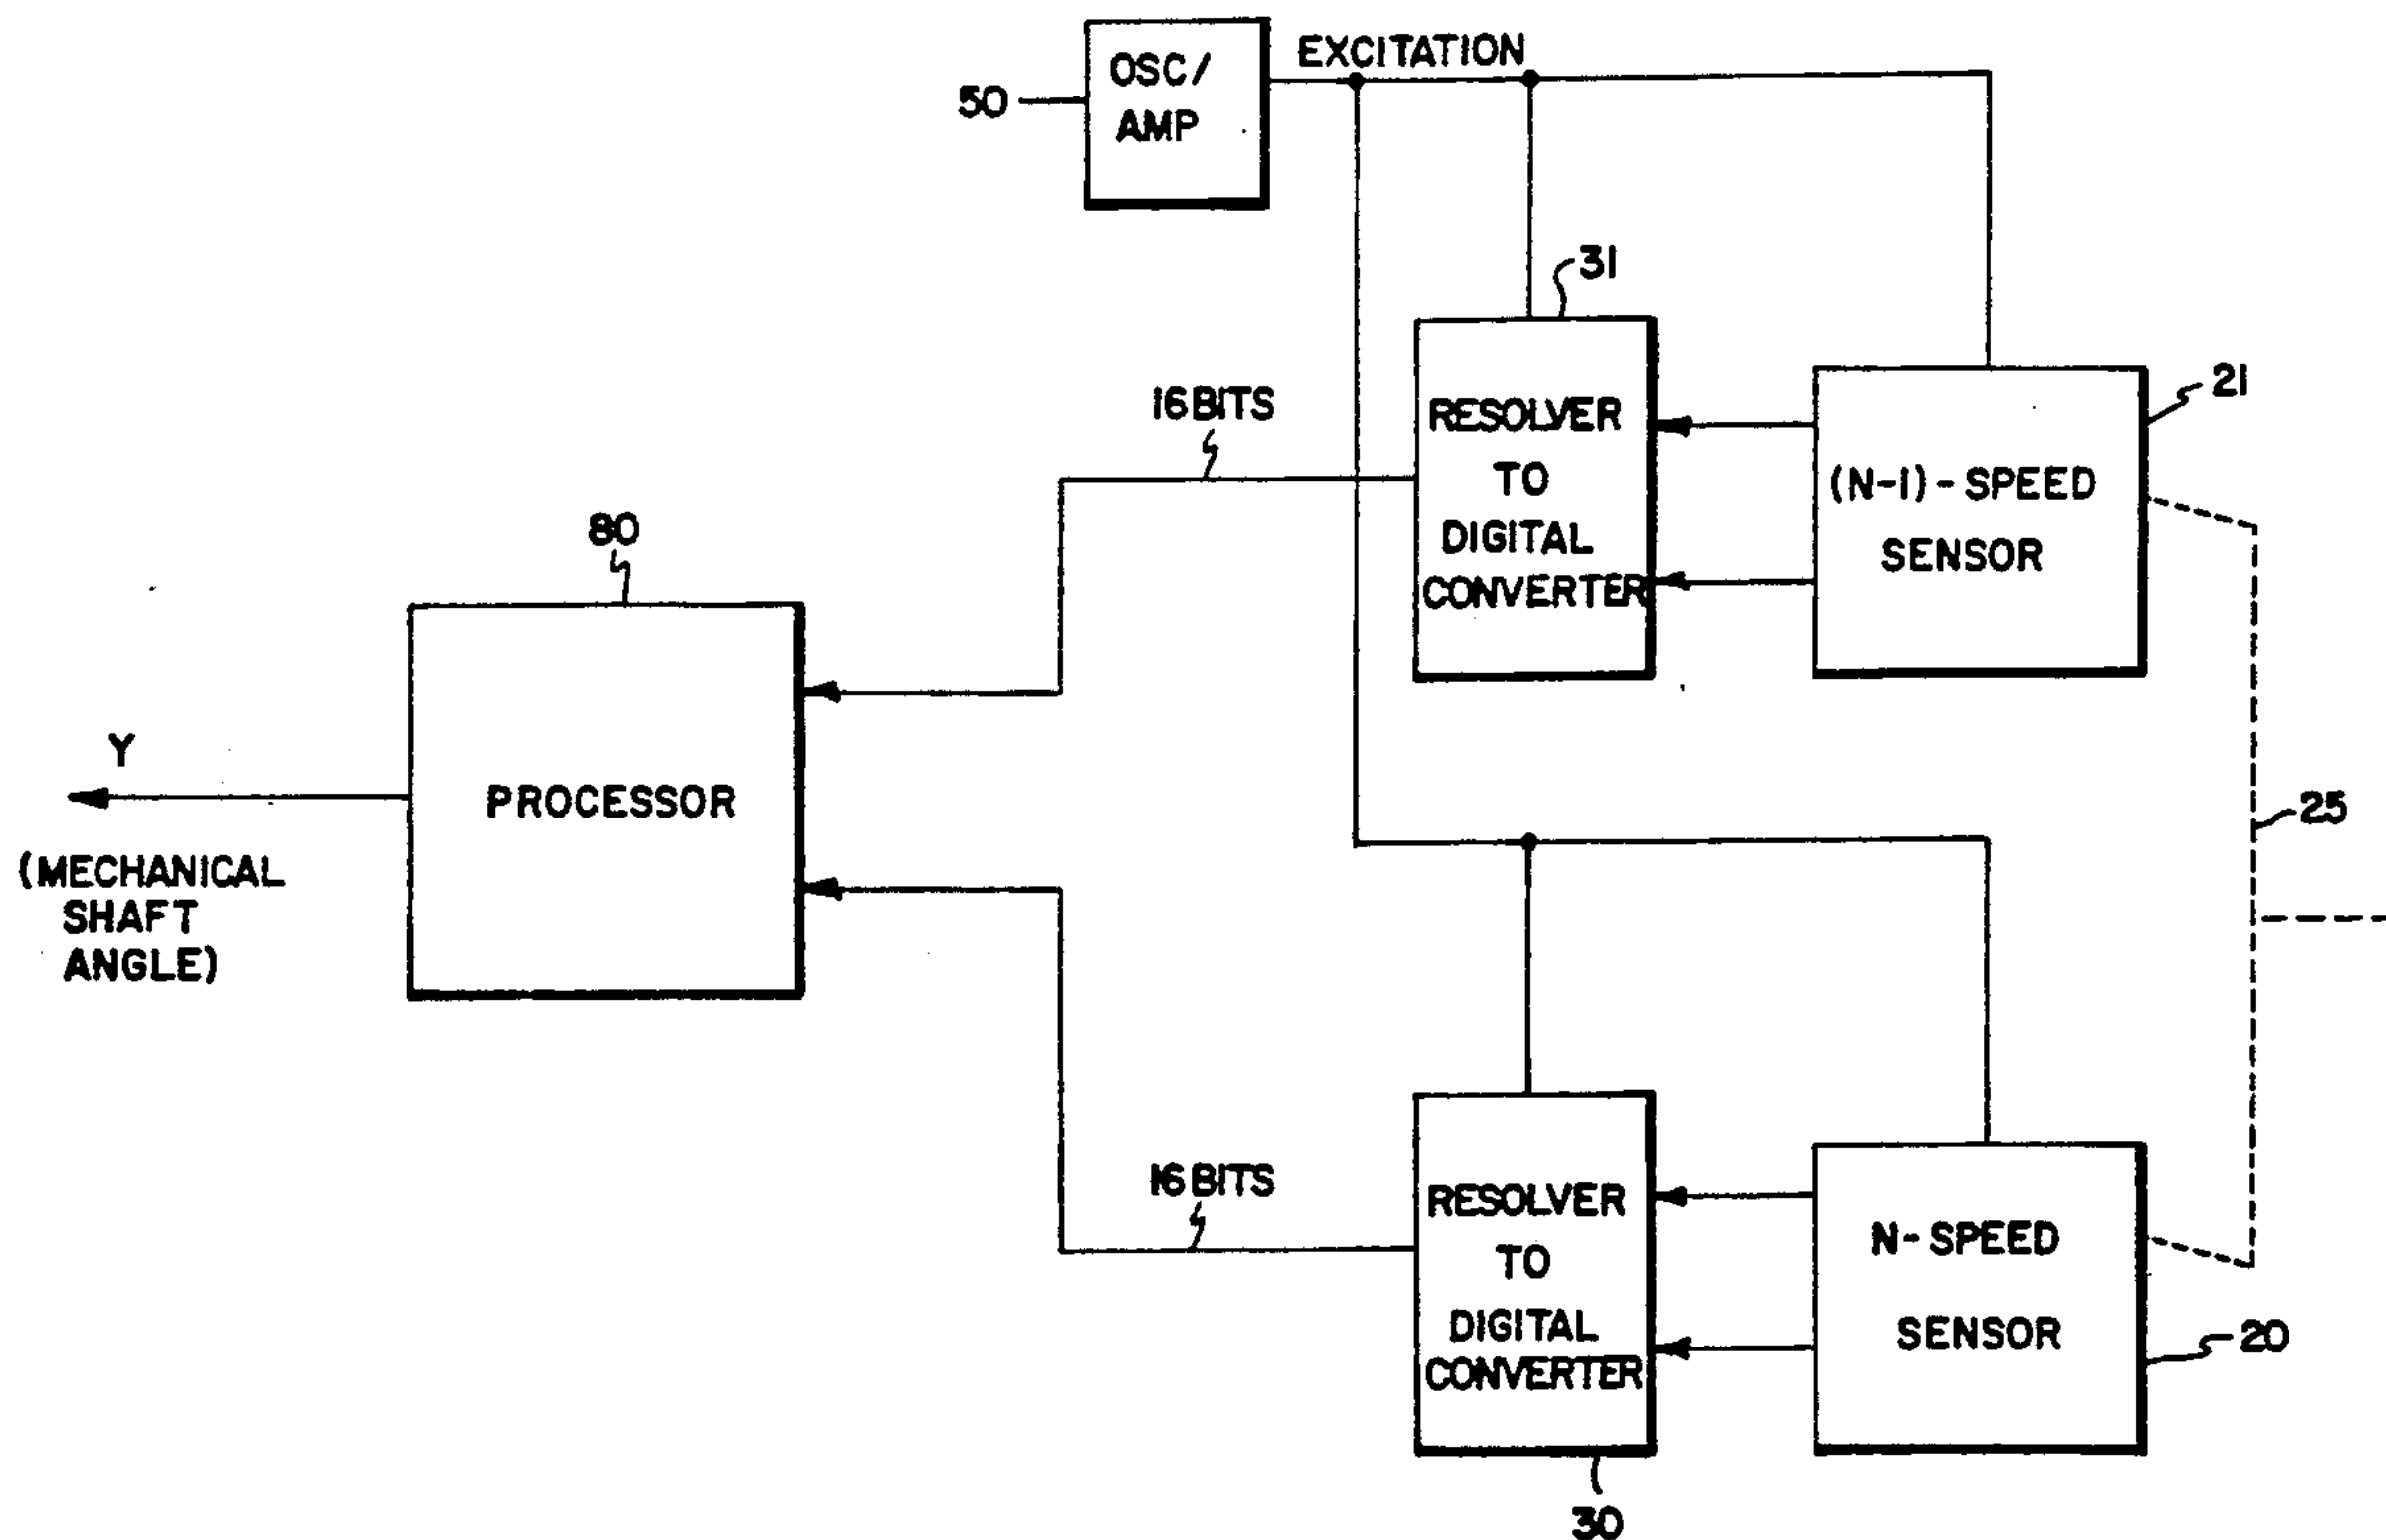 OSC/
AMP
EXCITATION
50
31
21
16 BITS
RESOLVER
TO
DIGITAL
CONVERTER
(N-1) - SPEED
SENSOR
80
PROCESSOR
Y
(MECHANICAL
SHAFT
ANGLE)
25
16 BITS
RESOLVER
TO
DIGITAL
CONVERTER
N - SPEED
SENSOR
20
30